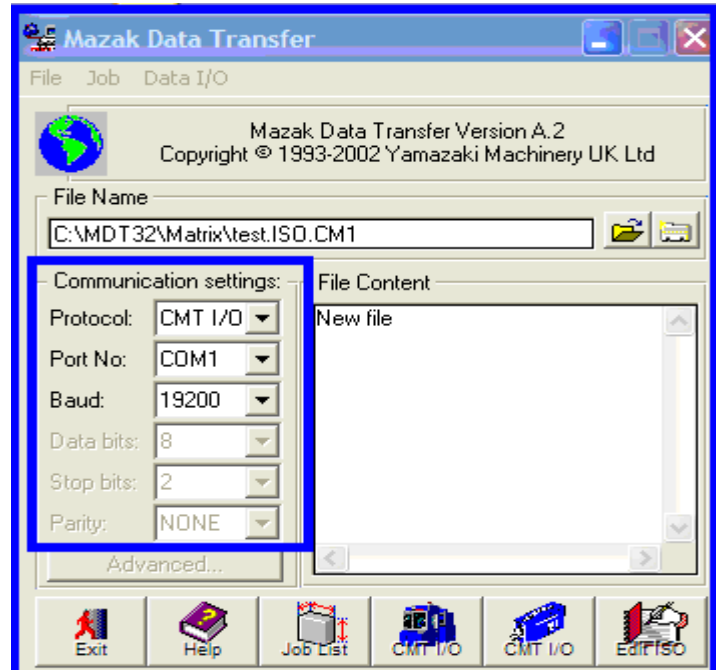 Mazak Data Transfer
File Job Data I/O
Mazak Data Transfer Version A.2
Copyright © 1993-2002 Yamazaki Machinery UK Ltd
File Name
C:\MDT32\Matrix\test.ISO.CM1
Communication settings:
Protocol: CMT I/O
Port No: COM1
Baud: 19200
Data bits: 8
Stop bits: 2
Parity: NONE
Advanced...
File Content
New file
Exit Help Job List CMT I/O CMT I/O Edit ISO